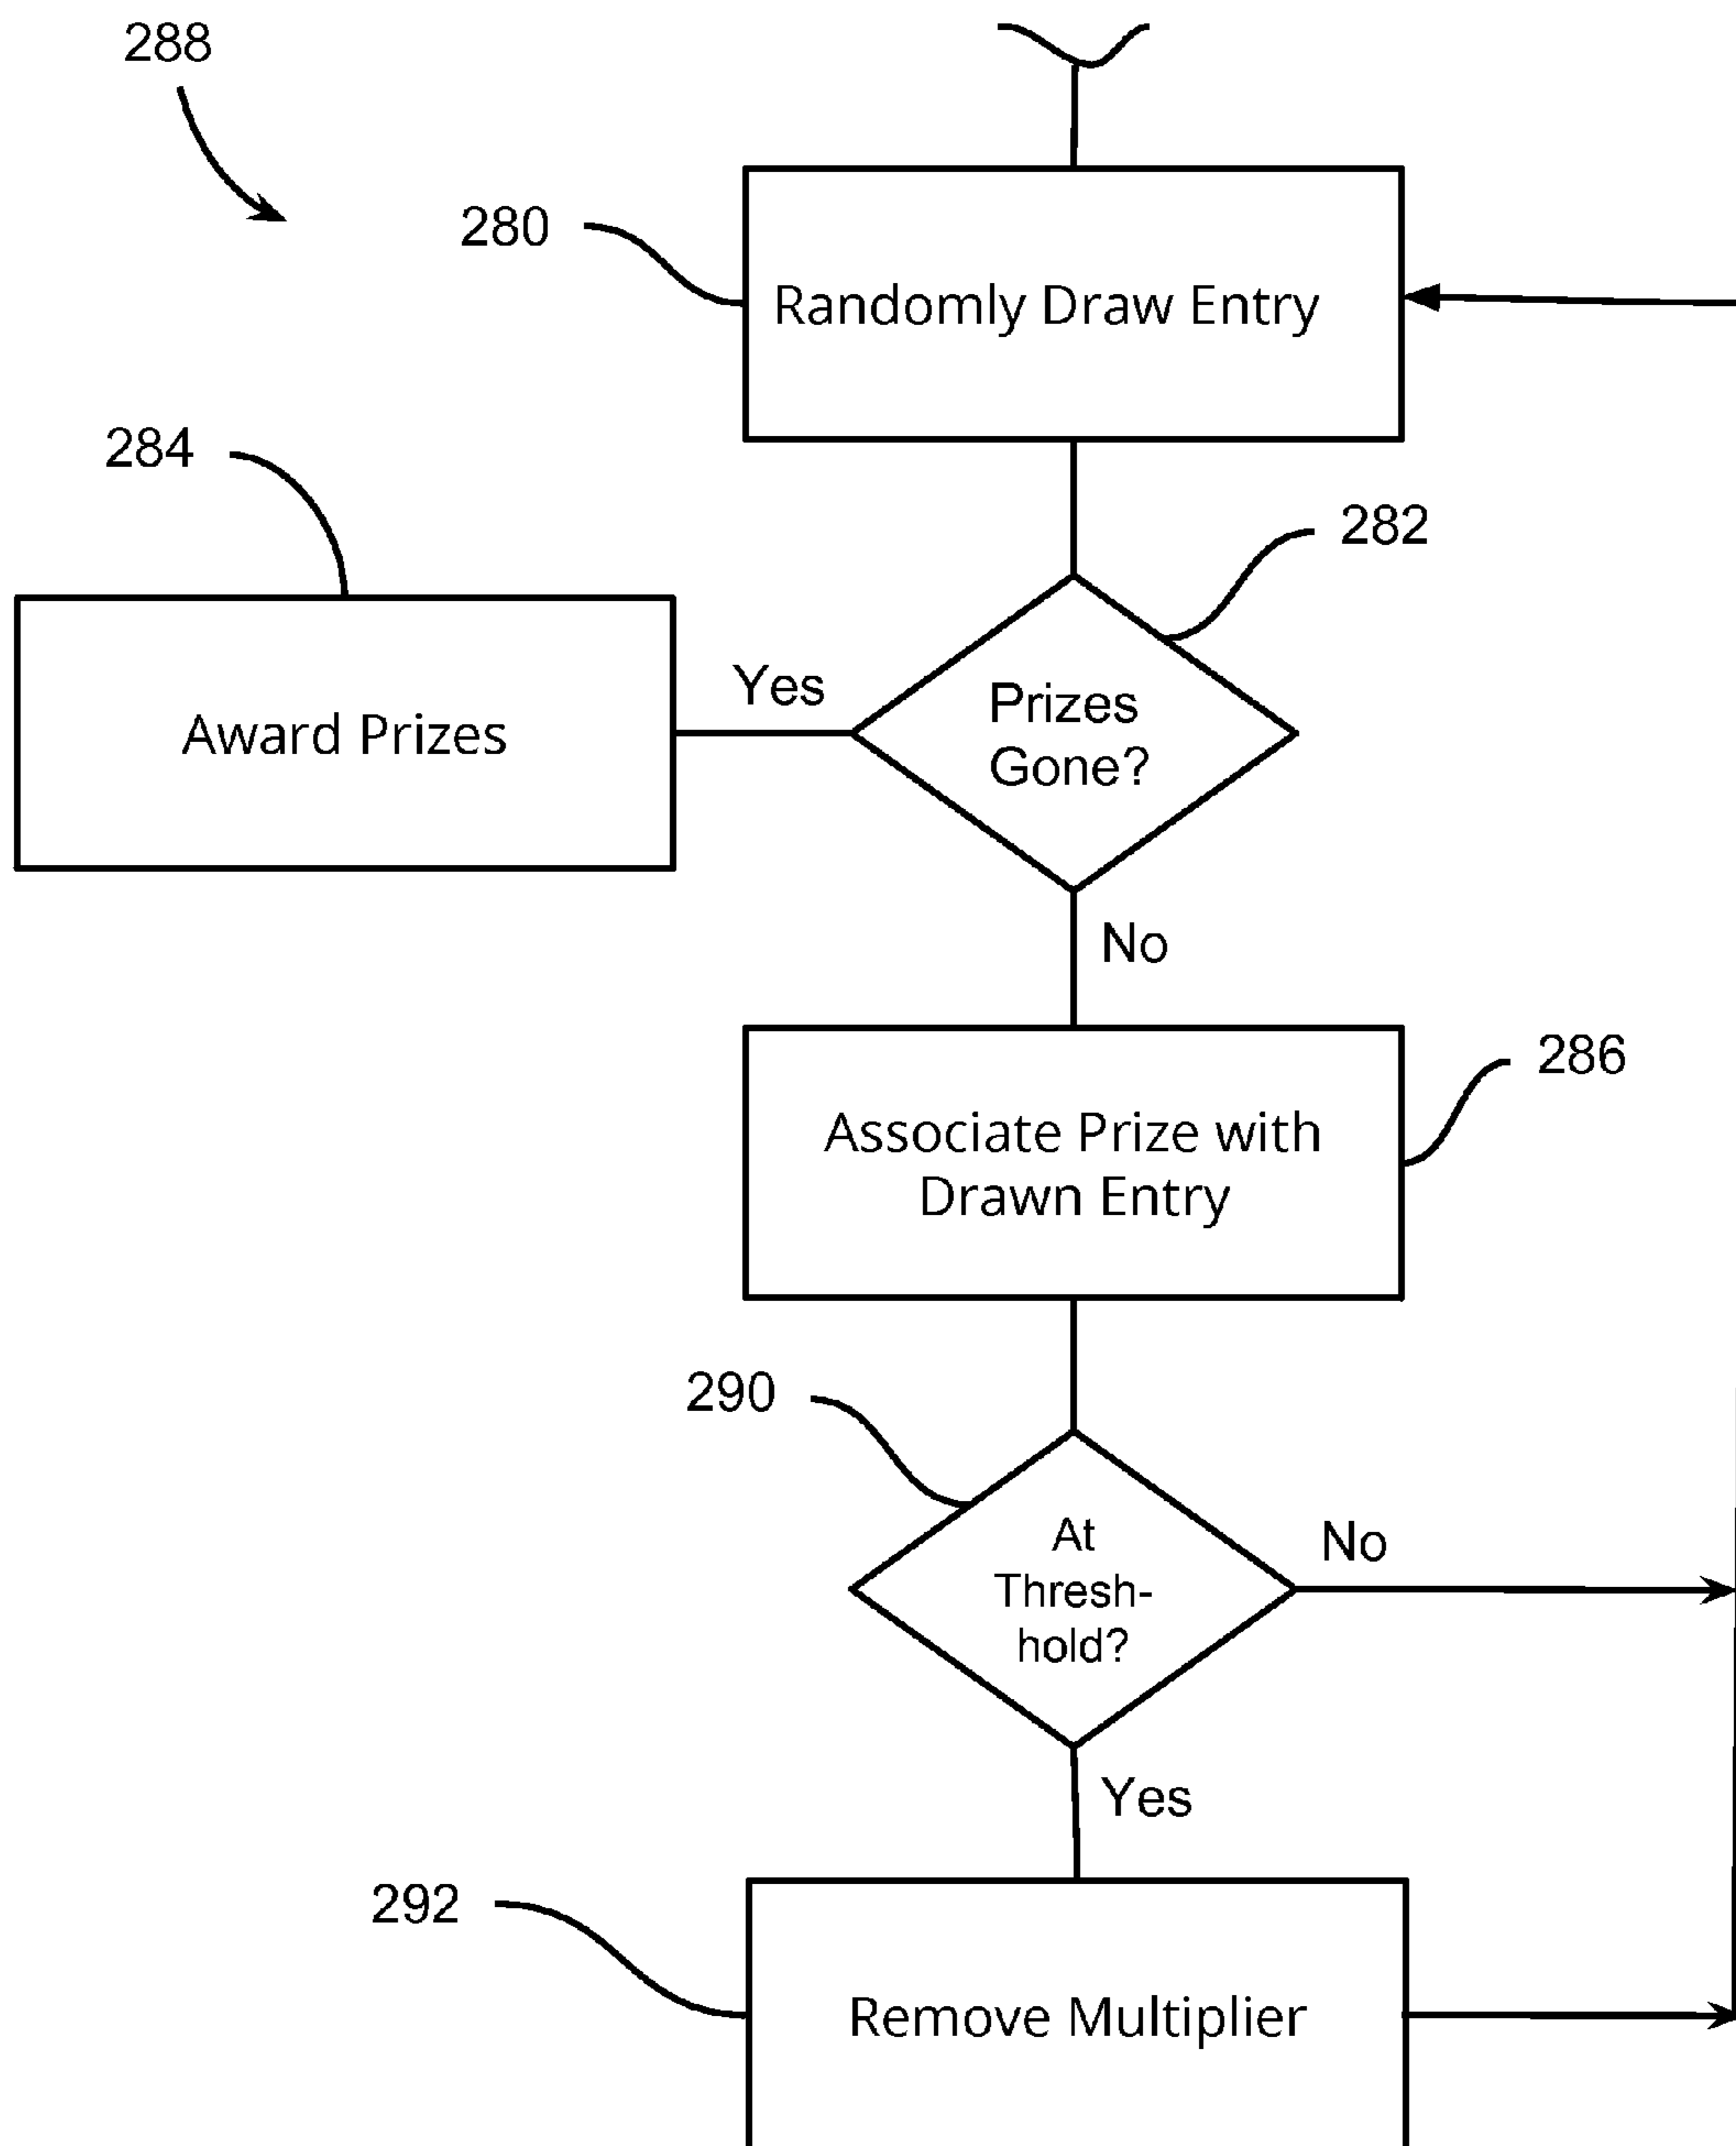 288
280
Randomly Draw Entry
284
282
Yes
Prizes
Gone?
Award Prizes
No
286
Associate Prize with
Drawn Entry
290
At
Thresh-
hold?
No
Yes
292
Remove Multiplier